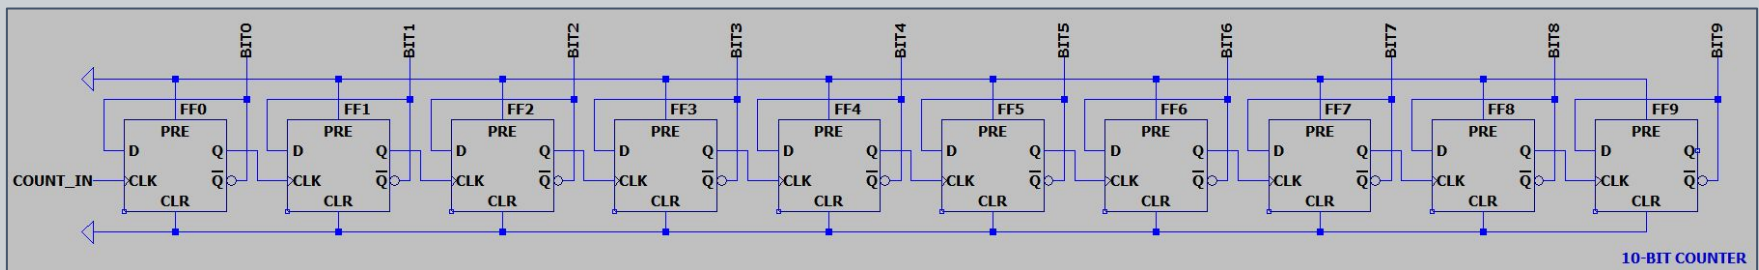 BIT0 BIT1 BIT2 BIT3 BIT4 BIT5 BIT6 BIT7 BIT8 BIT9
FF0 FF1 FF2 FF3 FF4 FF5 FF6 FF7 FF8 FF9
PRE PRE PRE PRE PRE PRE PRE PRE PRE PRE
D Q D Q D Q D Q D Q D Q D Q D Q D Q D Q
COUNT_IN CLK Q̅ CLK Q̅ CLK Q̅ CLK Q̅ CLK Q̅ CLK Q̅ CLK Q̅ CLK Q̅ CLK Q̅ CLK Q̅
CLR CLR CLR CLR CLR CLR CLR CLR CLR CLR
10-BIT COUNTER